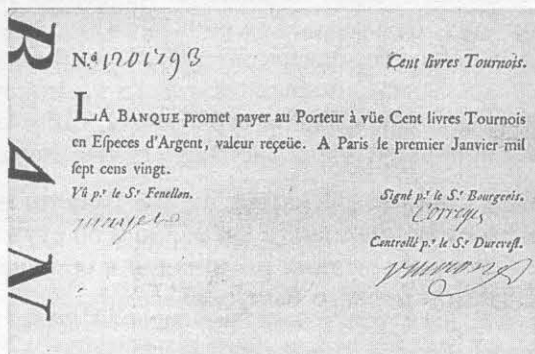 N.º 1201793 Cent livres Tournois.
LA BANQUE promet payer au Porteur à vüe Cent livres Tournois
en Eſpeces d'Argent, valeur reçeüe. A Paris le premier Janvier mil
ſept cens vingt.
Vû p.r le S.r Fenellon. Signé p.r le S.r Bourgeois.
Controllé p.r le S.r Durevest.